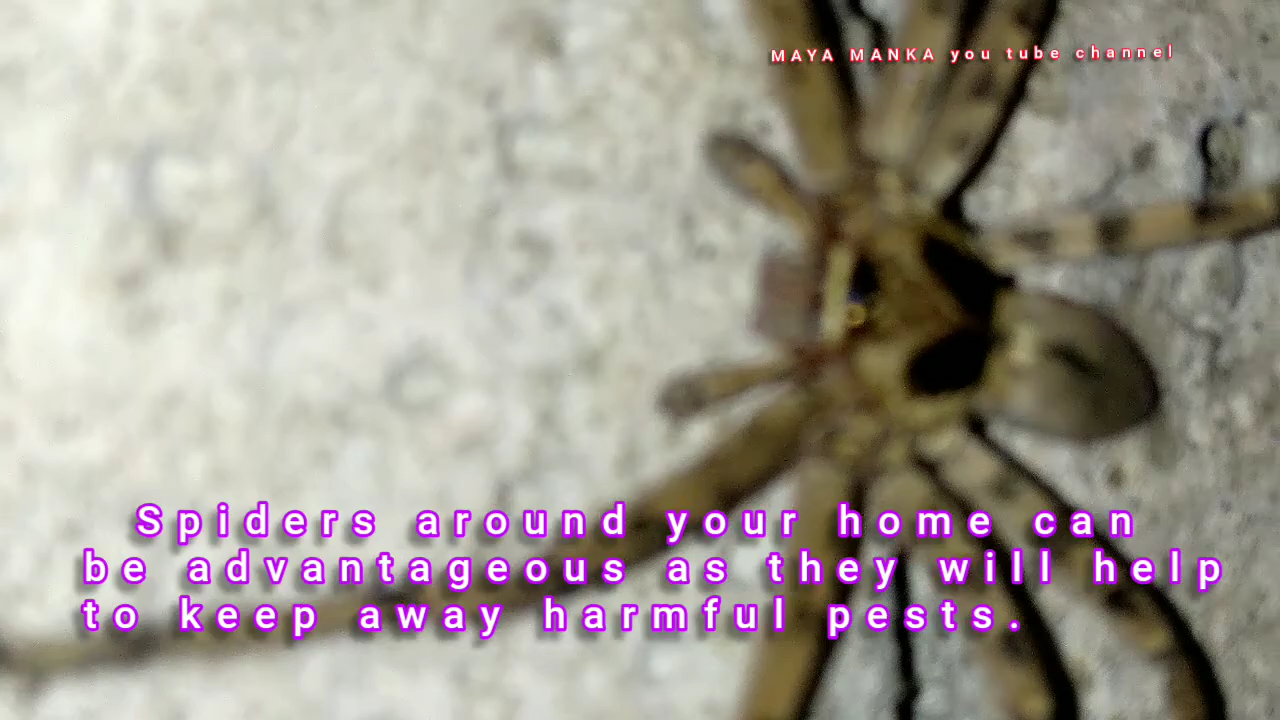 MAYA MANKA you tube channel
Spiders around your home can
be advantageous as they will help
to keep away harmful pests.